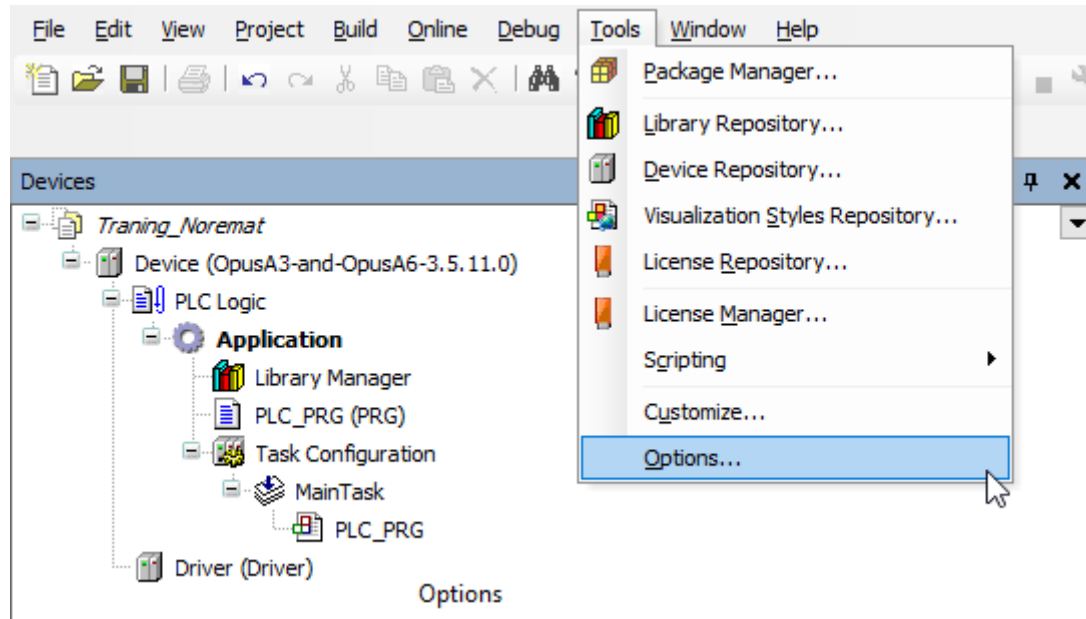 File Edit View Project Build Online Debug Tools Window Help
Package Manager...
Library Repository...
Device Repository...
Visualization Styles Repository...
License Repository...
License Manager...
Scripting
Customize...
Options...
Devices
Traning_Noremat
Device (OpusA3-and-OpusA6-3.5.11.0)
PLC Logic
Application
Library Manager
PLC_PRG (PRG)
Task Configuration
MainTask
PLC_PRG
Driver (Driver)
Options